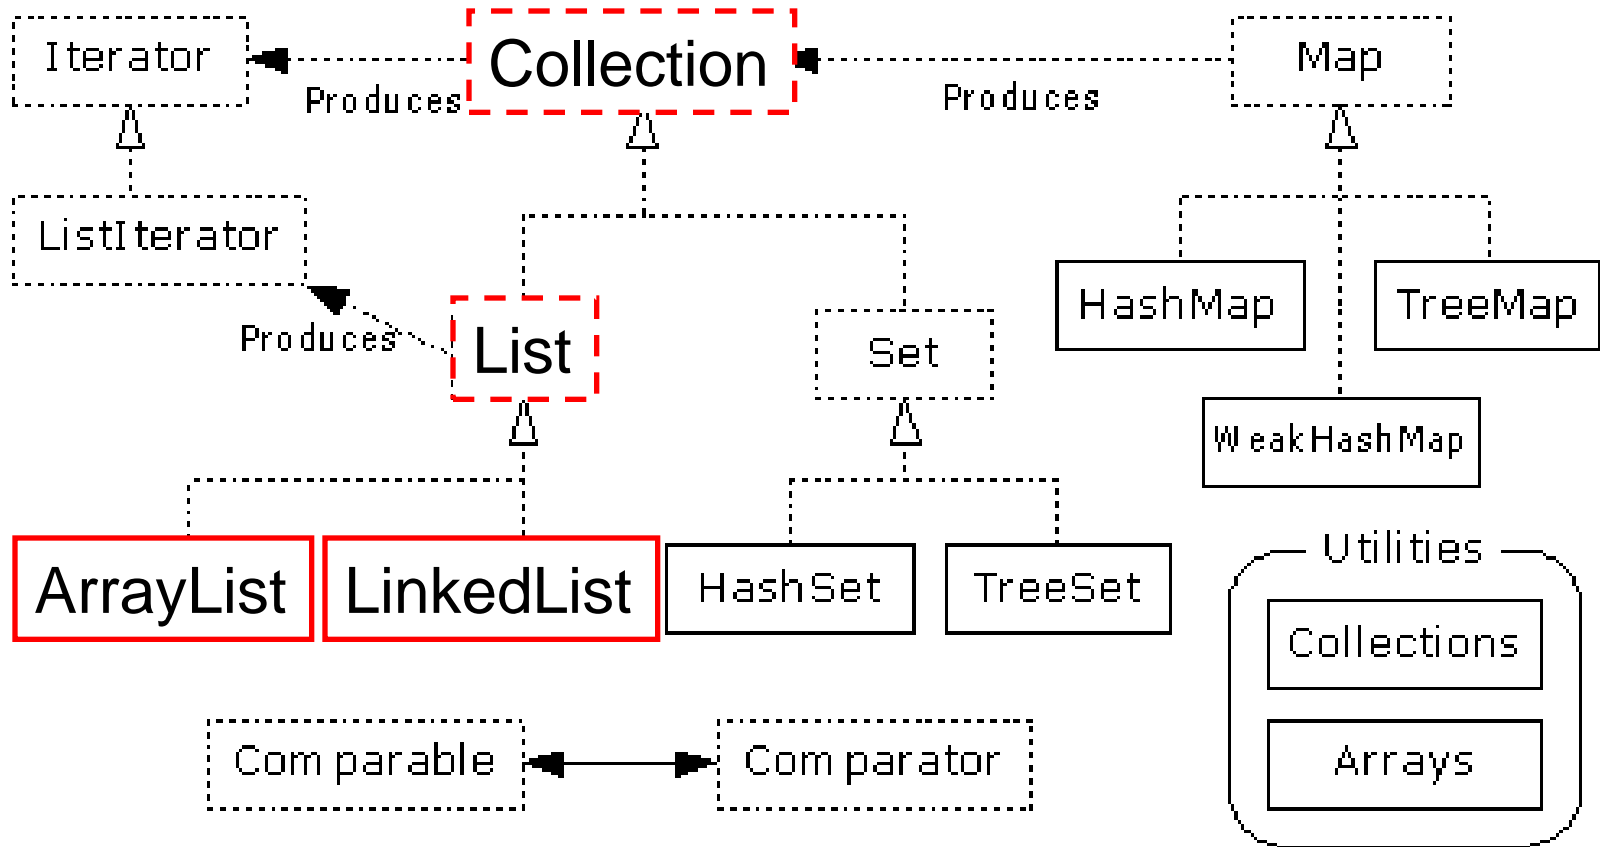 Iterator
Collection
Map
Produces
Produces
ListIterator
HashMap
TreeMap
Produces
List
Set
WeakHashMap
Utilities
ArrayList
LinkedList
HashSet
TreeSet
Collections
Comparable
Comparator
Arrays